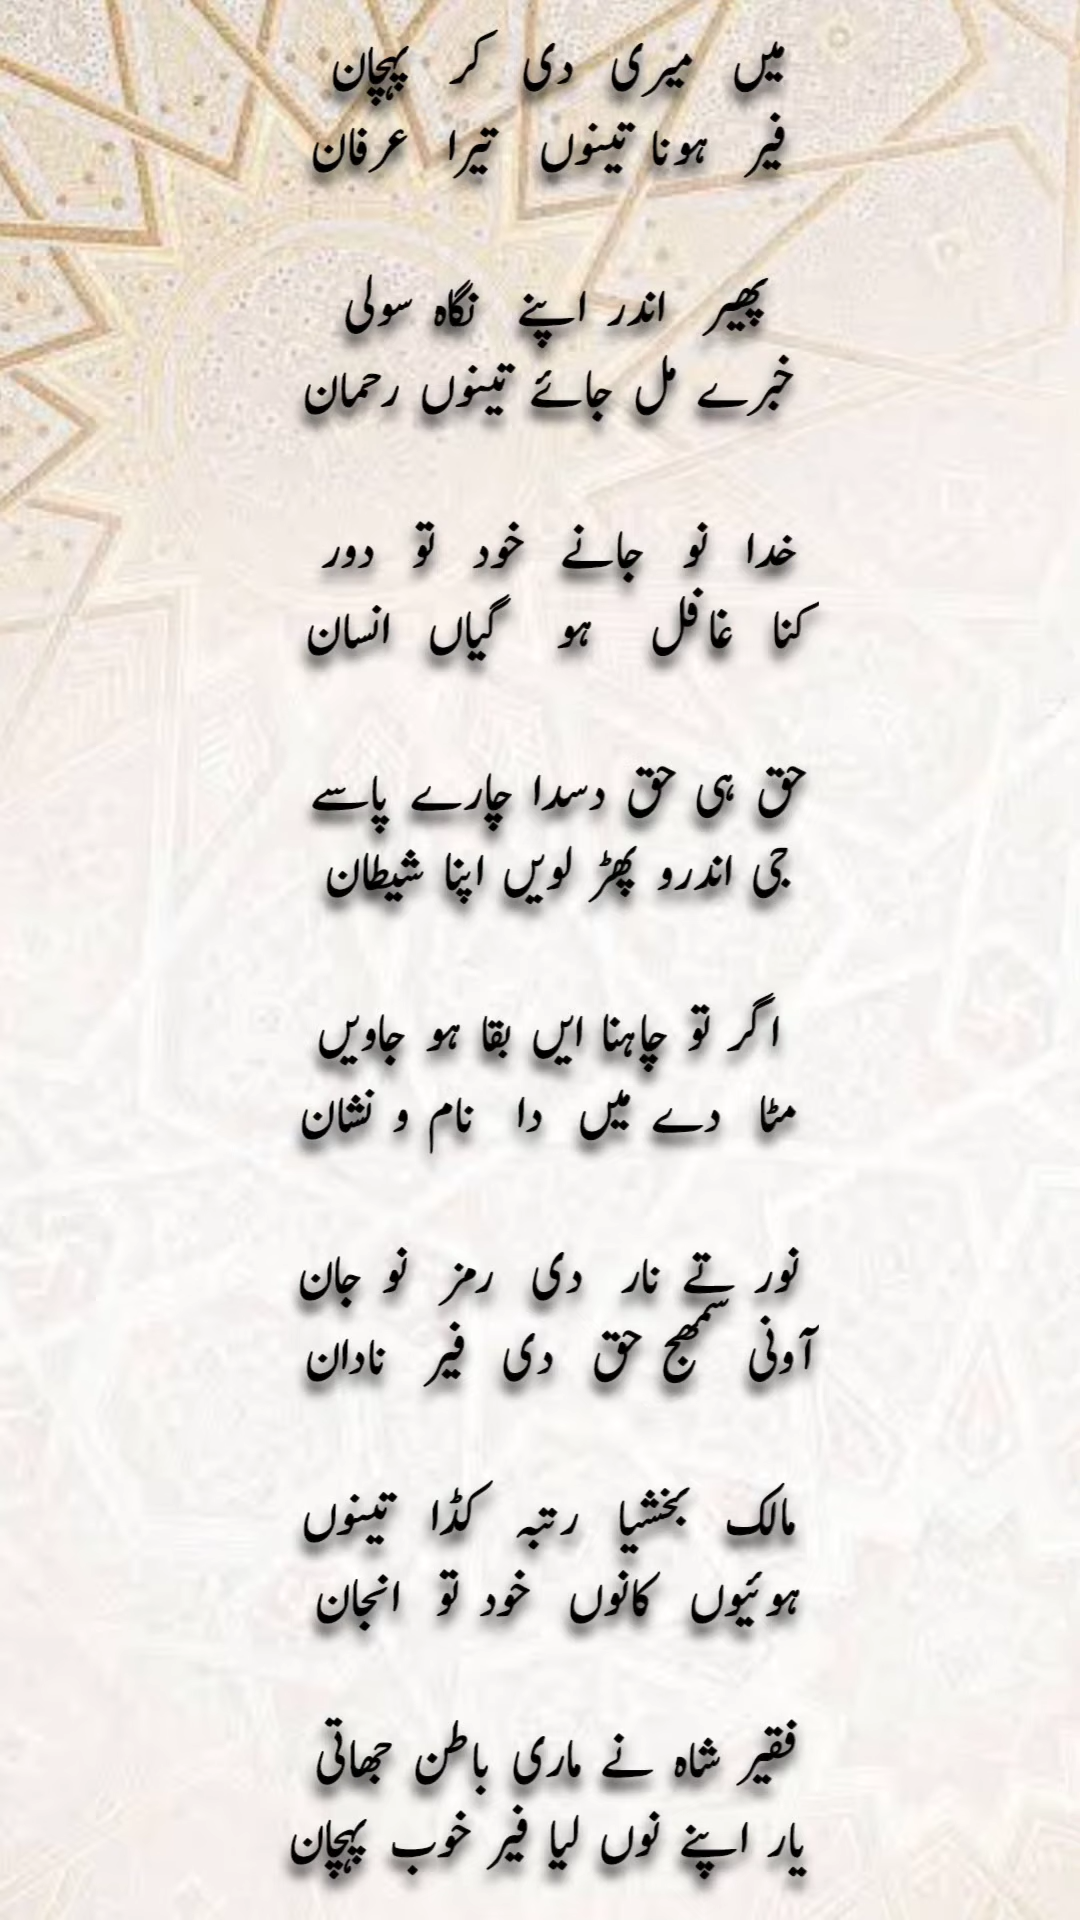 میں میری دی کر پہچان
فیر ہونا تینوں تیرا عرفان
پھیر اندر اپنے نگاہ سولی
خبرے مل جائے تینوں رحمان
خدا نو جانے خود تو دور
کنا غافل ہو گیاں انسان
حق ہی حق دسدا چارے پاسے
جی اندرو پھڑ لویں اپنا شیطان
اگر تو چاہنا ایں بقا ہو جاویں
مٹا دے میں دا نام و نشان
نور تے نار دی رمز نو جان
آونی سمھج حق دی فیر نادان
مالک بخشیا رتبہ کڈا تینوں
ہوئیوں کانوں خود تو انجان
فقیر شاہ نے ماری باطن جھاتی
یار اپنے نوں لیا فیر خوب پہچان